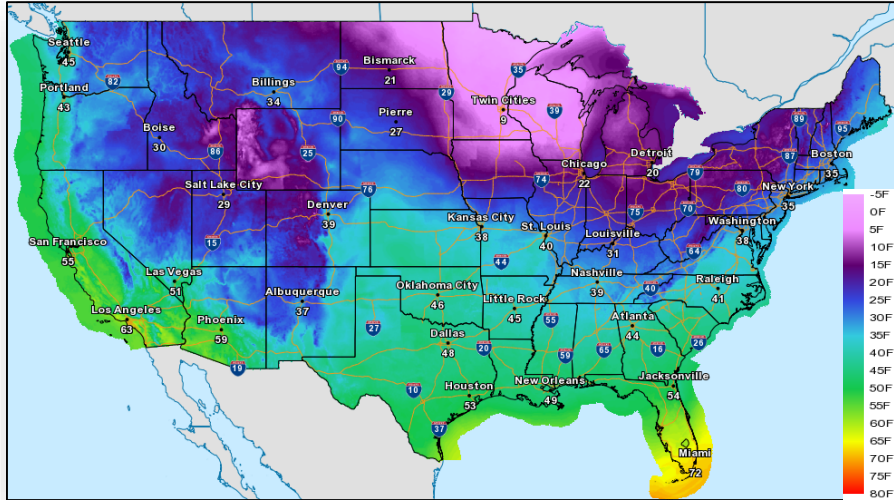 Seattle
45
82
Portland
43
Billings
34
94
Bismarck
21
29
35
Twin Cities
9
39
Boise
30
86
90
Pierre
27
25
Salt Lake City
29
15
Denver
39
76
74
Chicago
22
Detroit
20
79
80
89
95
87
Boston
35
New York
35
75
70
Washington
38
64
San Francisco
55
Las Vegas
51
Los Angeles
63
Phoenix
59
19
Albuquerque
37
27
Kansas City
38
44
St. Louis
40
Louisville
31
Nashville
39
40
Raleigh
41
Oklahoma City
46
Little Rock
45
55
Dallas
48
20
59
65
Atlanta
44
16
26
10
Houston
53
37
New Orleans
49
Jacksonville
54
Miami
72
-5F
0F
5F
10F
15F
20F
25F
30F
35F
40F
45F
50F
55F
60F
65F
70F
75F
80F